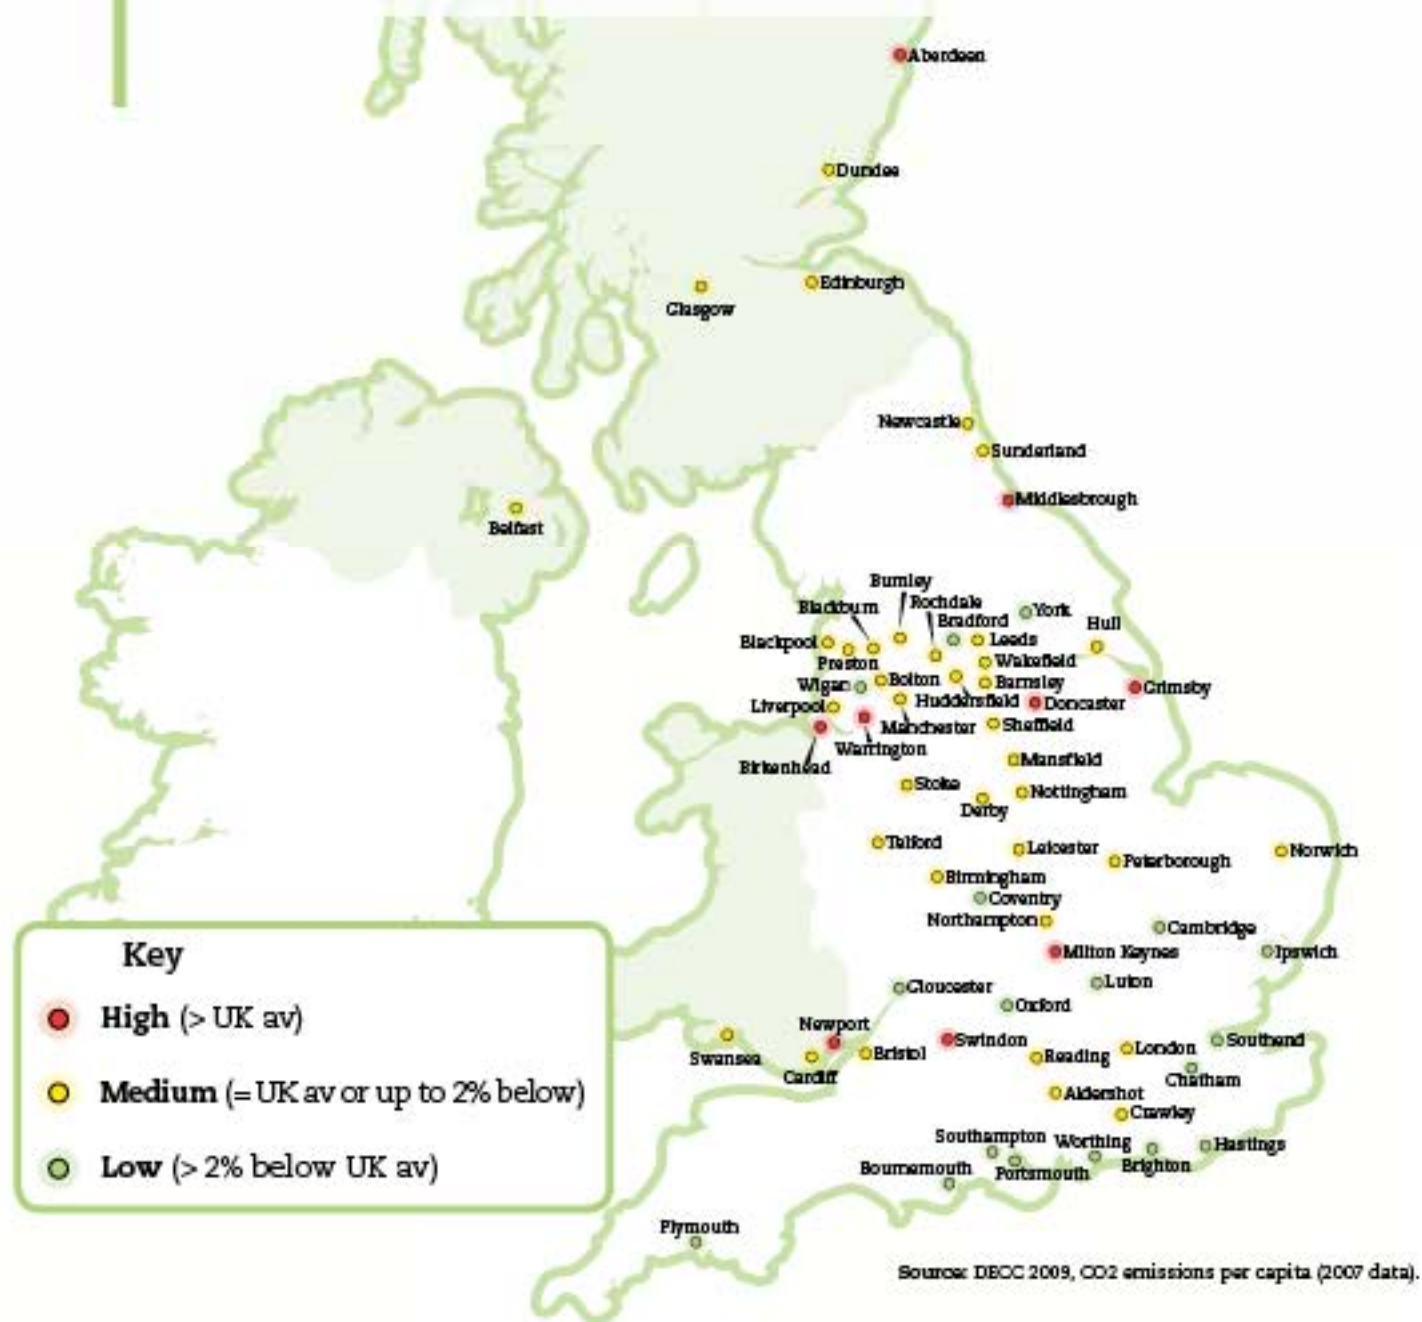 Aberdeen
Dundee
Edinburgh
Glasgow
Newcastle
Sunderland
Middlesbrough
Belfast
Burnley
Rochdale
Blackburn
York
Bradford
Hull
Blackpool
Leeds
Preston
Wakefield
Wigan
Bolton
Barnsley
Grimsby
Huddersfield
Doncaster
Liverpool
Manchester
Sheffield
Warrington
Birkenhead
Mansfield
Stoke
Nottingham
Derby
Telford
Leicester
Norwich
Peterborough
Birmingham
Coventry
Northampton
Cambridge
Milton Keynes
Ipswich
Luton
Gloucester
Oxford
Newport
Swindon
Southend
London
Bristol
Reading
Swansea
Cardiff
Chatham
Aldershot
Crawley
Southampton
Worthing
Hastings
Bournemouth
Portsmouth
Brighton
Plymouth
Key
High (> UK av)
Medium (= UK av or up to 2% below)
Low (> 2% below UK av)
Source: DECC 2009, CO2 emissions per capita (2007 data).